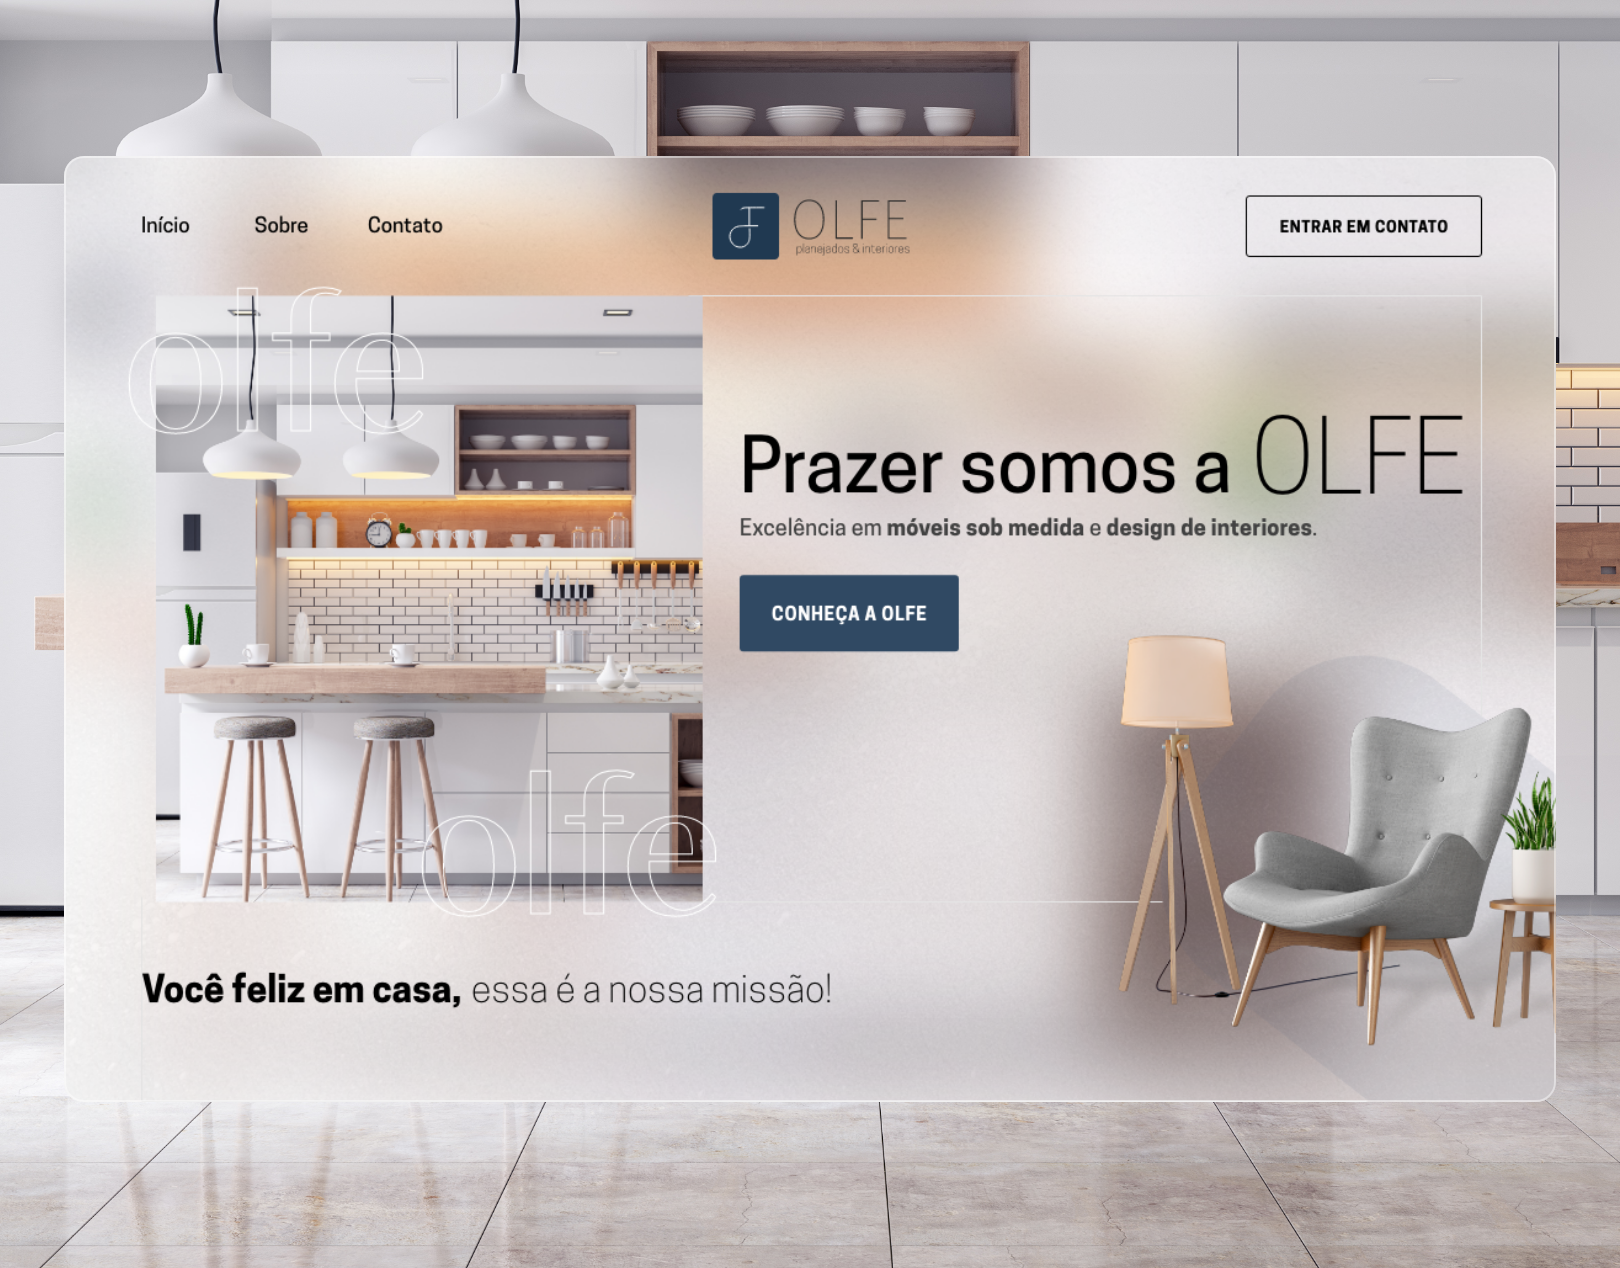 Início
Sobre
Contato
OLFE
planejados & interiores
ENTRAR EM CONTATO
olfe
Prazer somos a OLFE
Excelência em móveis sob medida e design de interiores.
CONHEÇA A OLFE
olfe
Você feliz em casa, essa é a nossa missão!